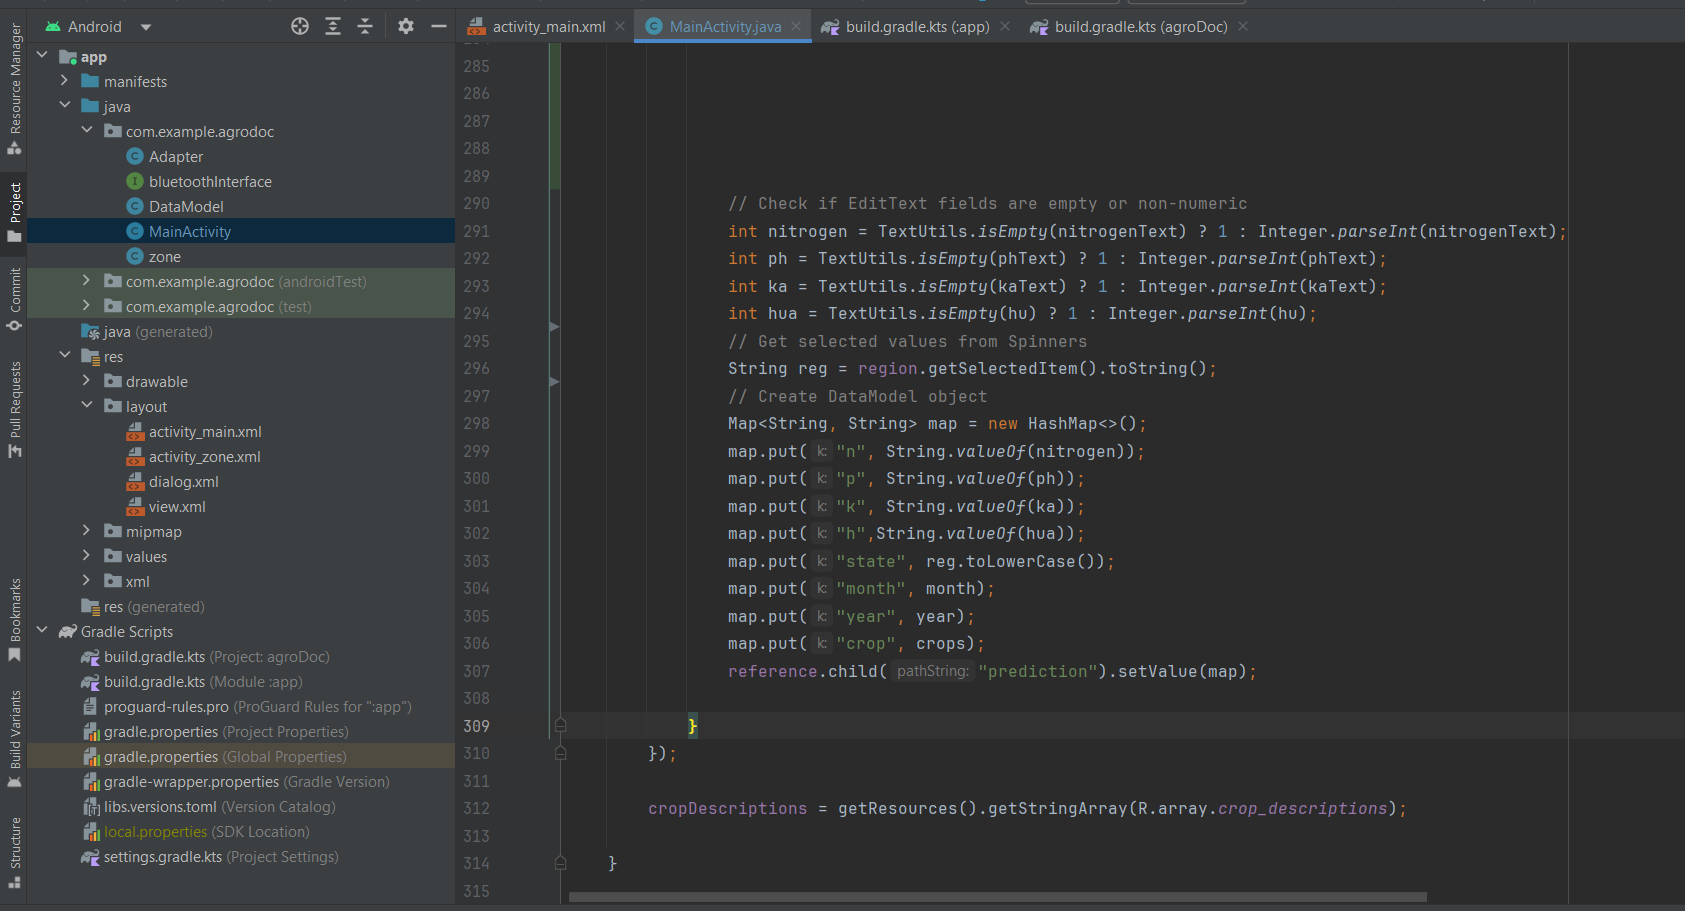 Android
activity_main.xml
MainActivity.java
build.gradle.kts (:app)
build.gradle.kts (agroDoc)
Resource Manager
Project
Commit
Pull Requests
Bookmarks
Build Variants
Structure
app
manifests
java
com.example.agrodoc
Adapter
bluetoothInterface
DataModel
MainActivity
zone
com.example.agrodoc (androidTest)
com.example.agrodoc (test)
java (generated)
res
drawable
layout
activity_main.xml
activity_zone.xml
dialog.xml
view.xml
mipmap
values
xml
res (generated)
Gradle Scripts
build.gradle.kts (Project: agroDoc)
build.gradle.kts (Module :app)
proguard-rules.pro (ProGuard Rules for ":app")
gradle.properties (Project Properties)
gradle.properties (Global Properties)
gradle-wrapper.properties (Gradle Version)
libs.versions.toml (Version Catalog)
local.properties (SDK Location)
settings.gradle.kts (Project Settings)
285
286
287
288
289
290 // Check if EditText fields are empty or non-numeric
291 int nitrogen = TextUtils.isEmpty(nitrogenText) ? 1 : Integer.parseInt(nitrogenText);
292 int ph = TextUtils.isEmpty(phText) ? 1 : Integer.parseInt(phText);
293 int ka = TextUtils.isEmpty(kaText) ? 1 : Integer.parseInt(kaText);
294 int hua = TextUtils.isEmpty(hu) ? 1 : Integer.parseInt(hu);
295 // Get selected values from Spinners
296 String reg = region.getSelectedItem().toString();
297 // Create DataModel object
298 Map<String, String> map = new HashMap<>();
299 map.put( k: "n", String.valueOf(nitrogen));
300 map.put( k: "p", String.valueOf(ph));
301 map.put( k: "k", String.valueOf(ka));
302 map.put( k: "h",String.valueOf(hua));
303 map.put( k: "state", reg.toLowerCase());
304 map.put( k: "month", month);
305 map.put( k: "year", year);
306 map.put( k: "crop", crops);
307 reference.child( pathString: "prediction").setValue(map);
308
309 }
310 });
311
312 cropDescriptions = getResources().getStringArray(R.array.crop_descriptions);
313
314 }
315